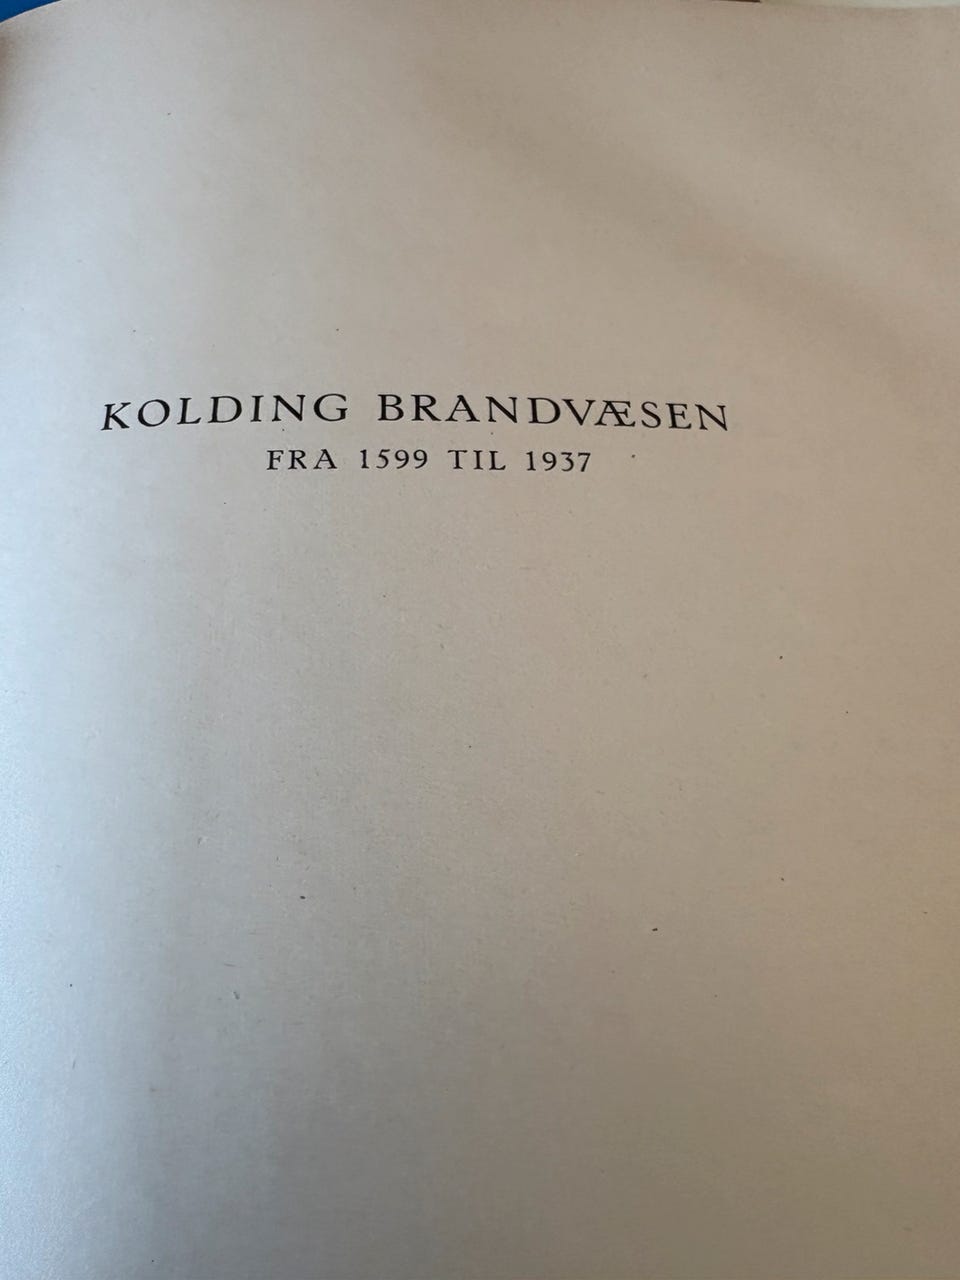 KOLDING BRANDVÆSEN
FRA 1599 TIL 1937